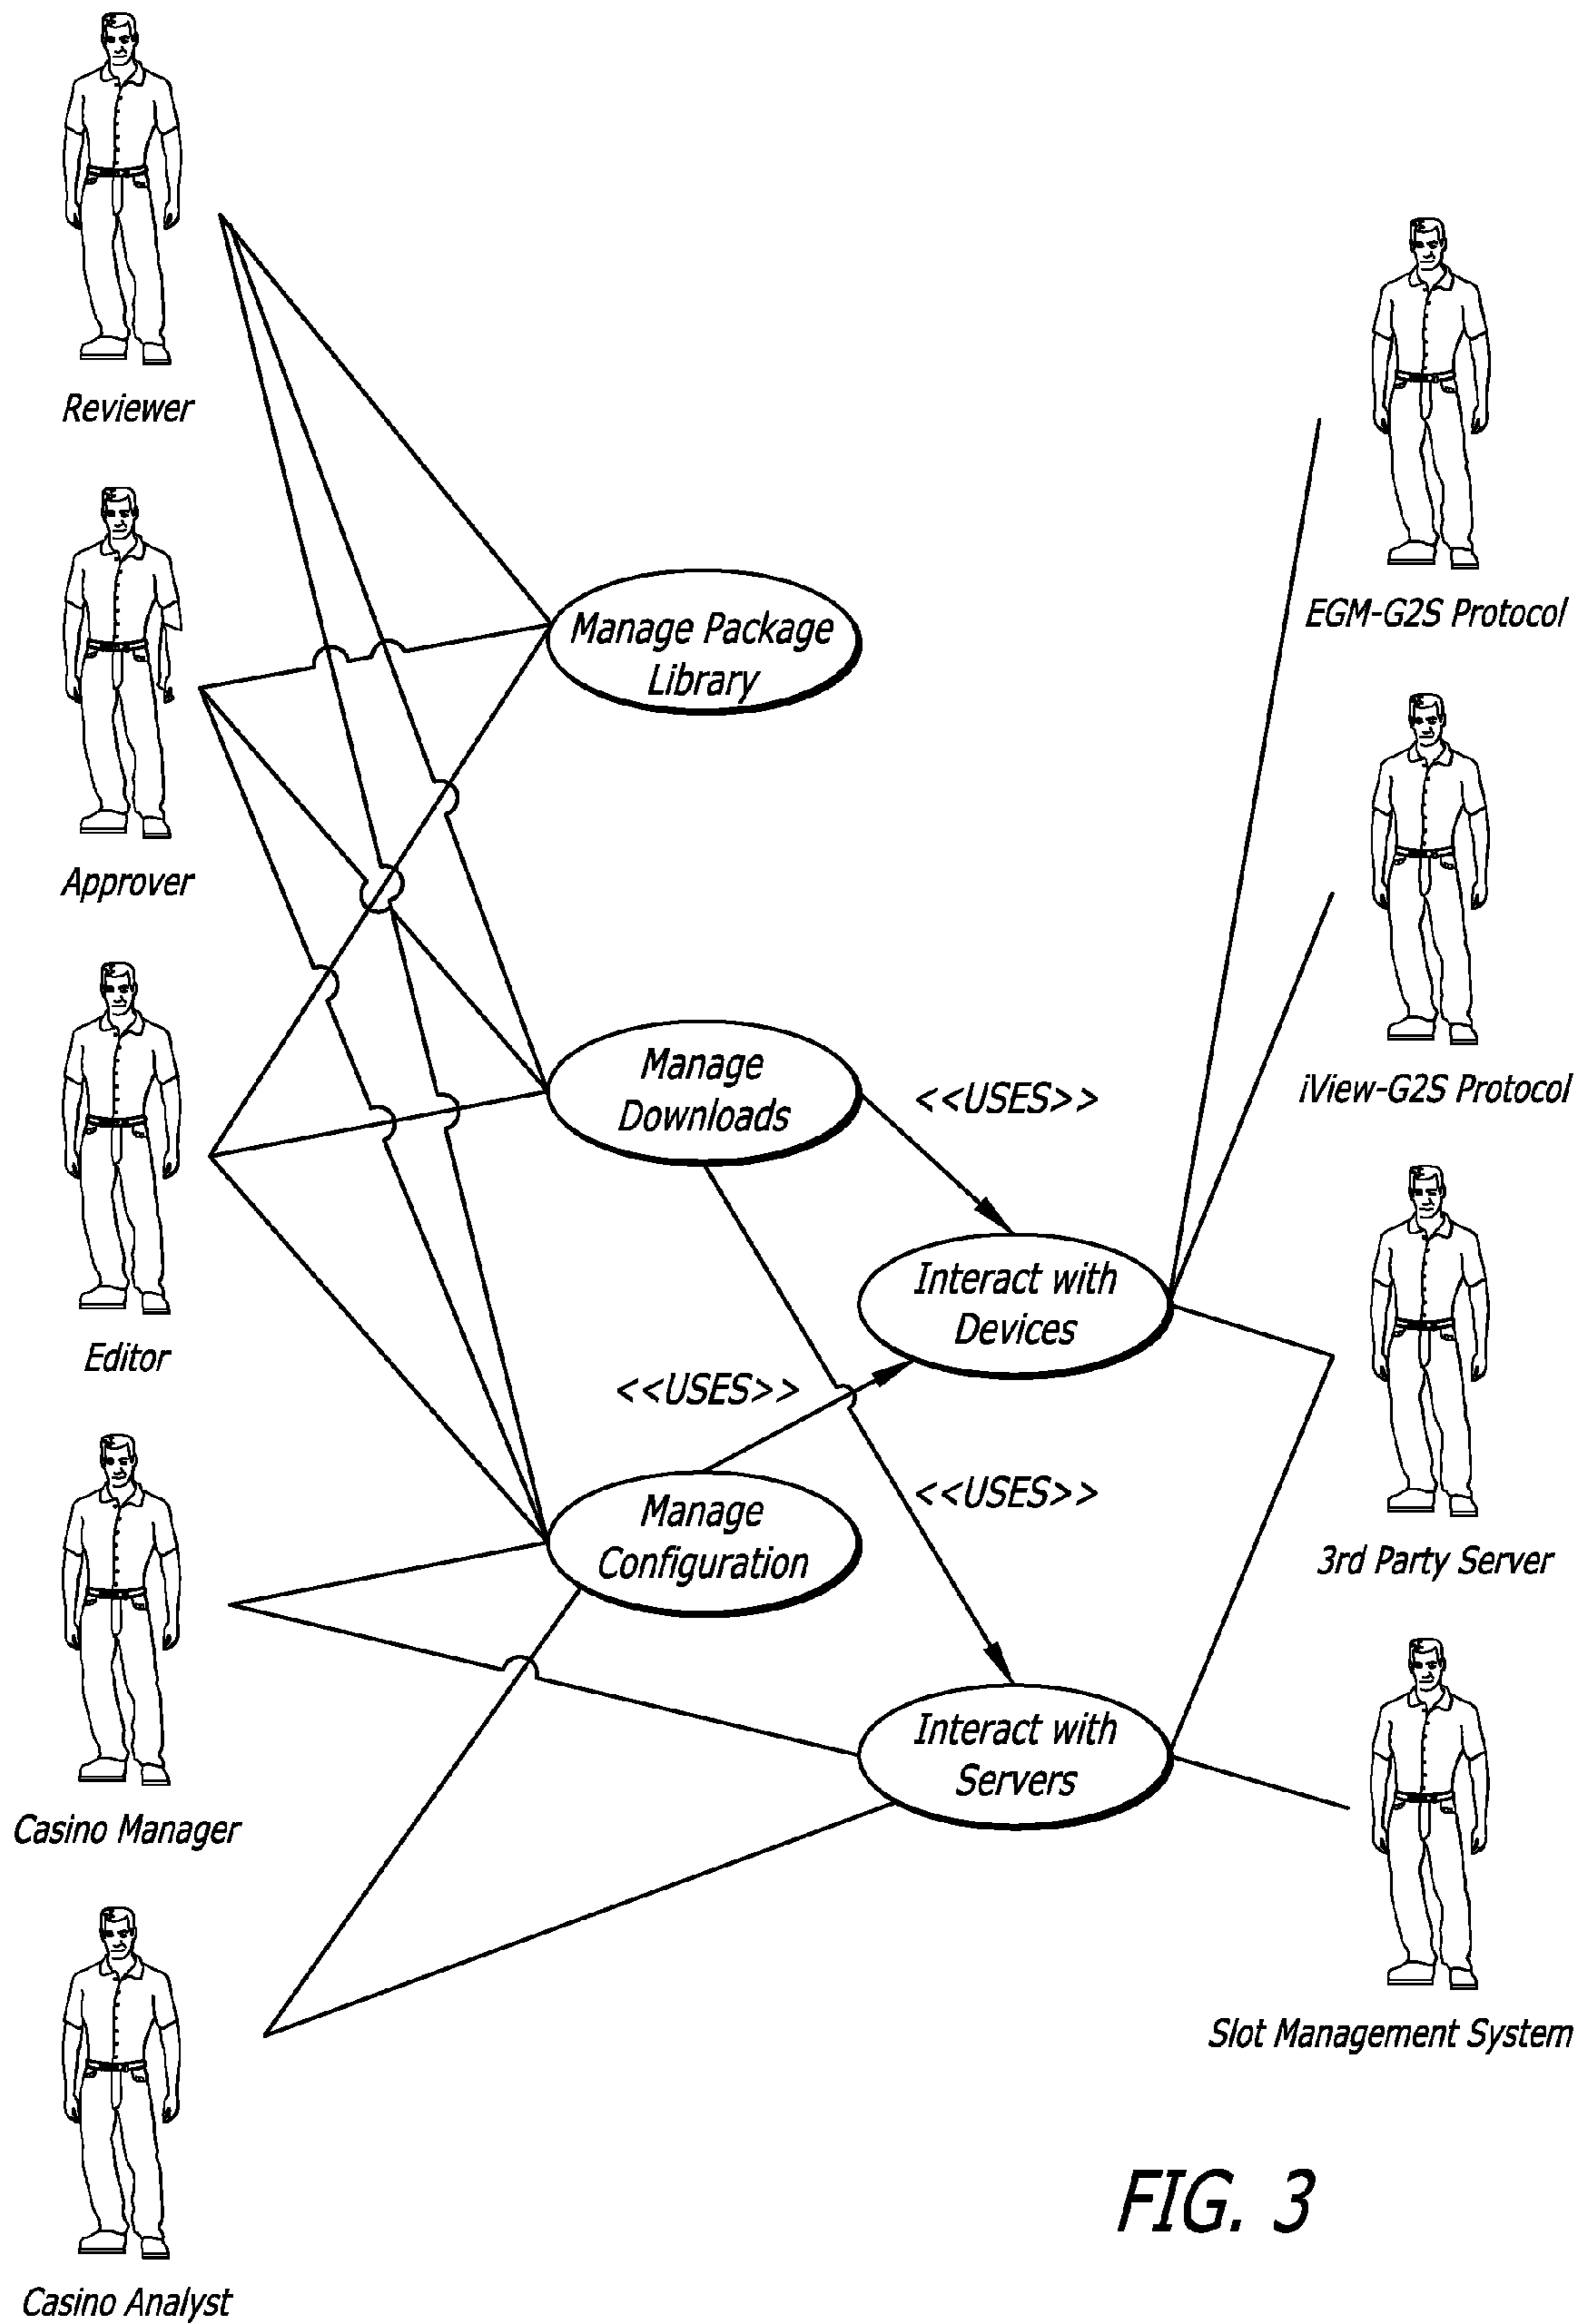 Reviewer
EGM-G2S Protocol
Manage Package
Library
Approver
iView-G2S Protocol
Manage
Downloads
<<USES>>
Interact with
Devices
Editor
<<USES>>
<<USES>>
Manage
Configuration
3rd Party Server
Interact with
Servers
Casino Manager
Slot Management System
FIG. 3
Casino Analyst